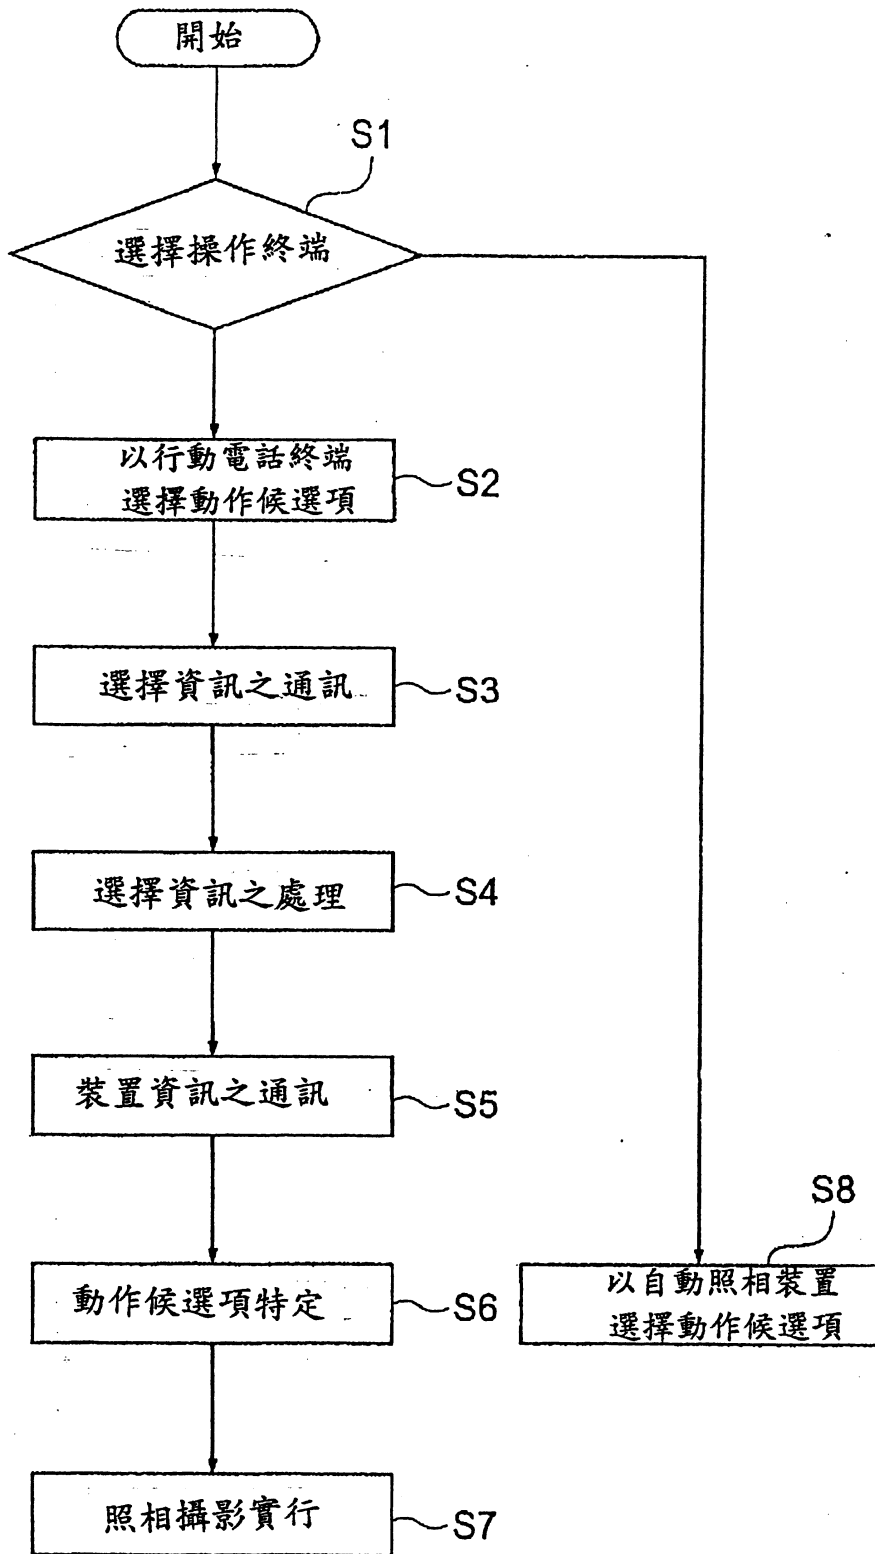 開始
S1
選擇操作終端
以行動電話終端
選擇動作候選項
S2
選擇資訊之通訊
S3
選擇資訊之處理
S4
裝置資訊之通訊
S5
動作候選項特定
S6
S8
以自動照相裝置
選擇動作候選項
照相攝影實行
S7